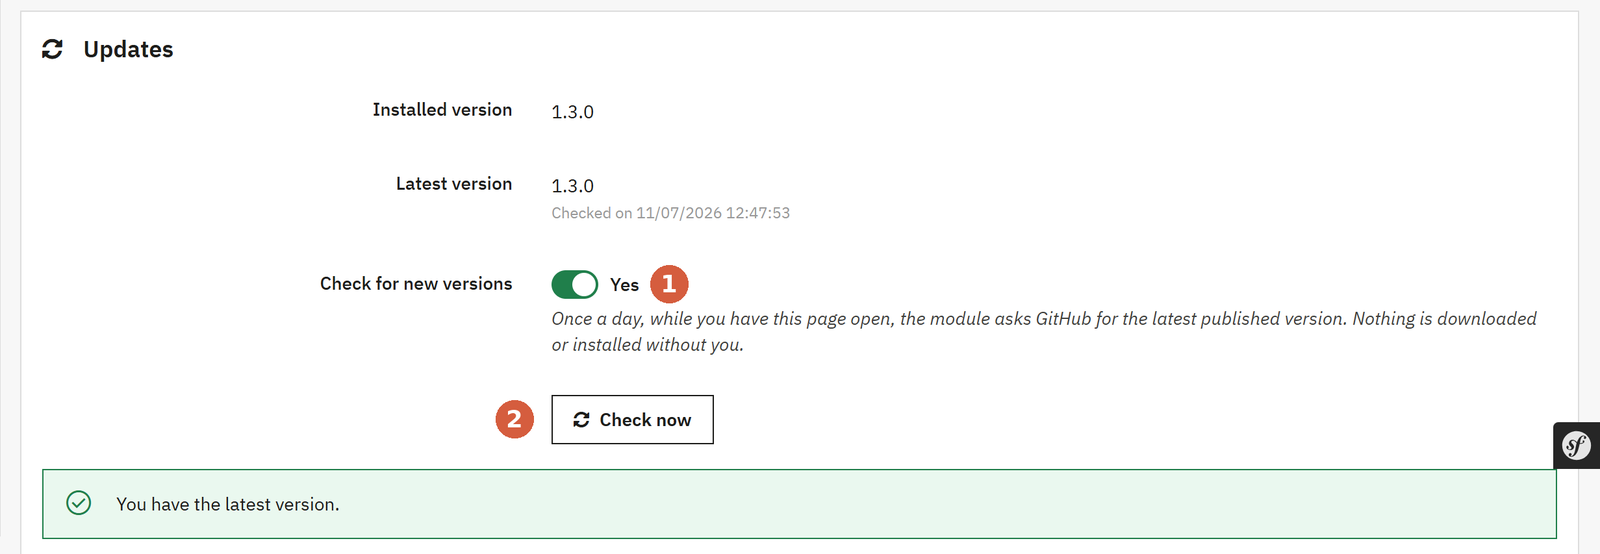 Updates
Installed version 1.3.0
Latest version 1.3.0
Checked on 11/07/2026 12:47:53
Check for new versions Yes 1
Once a day, while you have this page open, the module asks GitHub for the latest published version. Nothing is downloaded
or installed without you.
2 Check now
sf
You have the latest version.